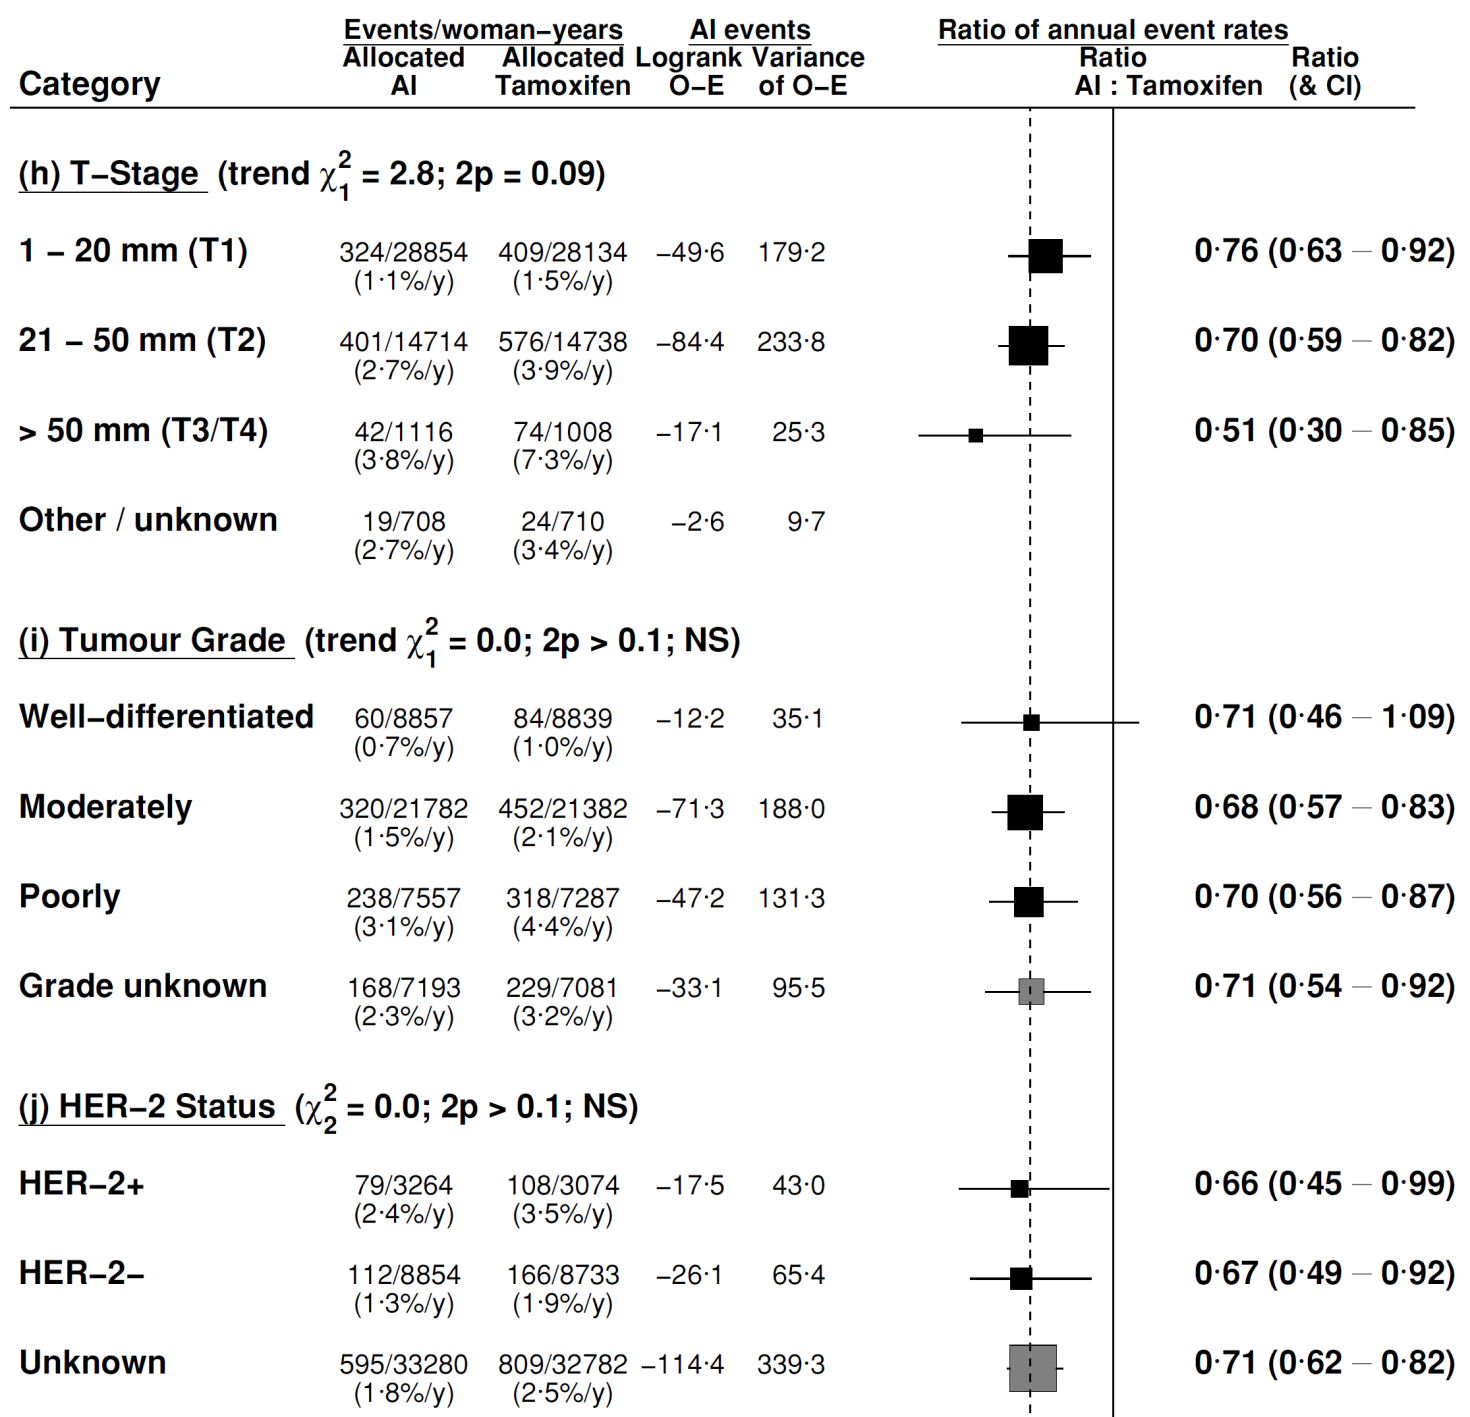 Events/woman−years AI events Ratio of annual event rates
Allocated Allocated Logrank Variance Ratio Ratio
Category AI Tamoxifen O−E of O−E AI : Tamoxifen (& CI)
(h) T−Stage (trend χ²₁ = 2.8; 2p = 0.09)
1 − 20 mm (T1) 324/28854 409/28134 −49·6 179·2 0·76 (0·63 − 0·92)
(1·1%/y) (1·5%/y)
21 − 50 mm (T2) 401/14714 576/14738 −84·4 233·8 0·70 (0·59 − 0·82)
(2·7%/y) (3·9%/y)
> 50 mm (T3/T4) 42/1116 74/1008 −17·1 25·3 0·51 (0·30 − 0·85)
(3·8%/y) (7·3%/y)
Other / unknown 19/708 24/710 −2·6 9·7
(2·7%/y) (3·4%/y)
(i) Tumour Grade (trend χ²₁ = 0.0; 2p > 0.1; NS)
Well−differentiated 60/8857 84/8839 −12·2 35·1 0·71 (0·46 − 1·09)
(0·7%/y) (1·0%/y)
Moderately 320/21782 452/21382 −71·3 188·0 0·68 (0·57 − 0·83)
(1·5%/y) (2·1%/y)
Poorly 238/7557 318/7287 −47·2 131·3 0·70 (0·56 − 0·87)
(3·1%/y) (4·4%/y)
Grade unknown 168/7193 229/7081 −33·1 95·5 0·71 (0·54 − 0·92)
(2·3%/y) (3·2%/y)
(j) HER−2 Status (χ²₂ = 0.0; 2p > 0.1; NS)
HER−2+ 79/3264 108/3074 −17·5 43·0 0·66 (0·45 − 0·99)
(2·4%/y) (3·5%/y)
HER−2− 112/8854 166/8733 −26·1 65·4 0·67 (0·49 − 0·92)
(1·3%/y) (1·9%/y)
Unknown 595/33280 809/32782 −114·4 339·3 0·71 (0·62 − 0·82)
(1·8%/y) (2·5%/y)